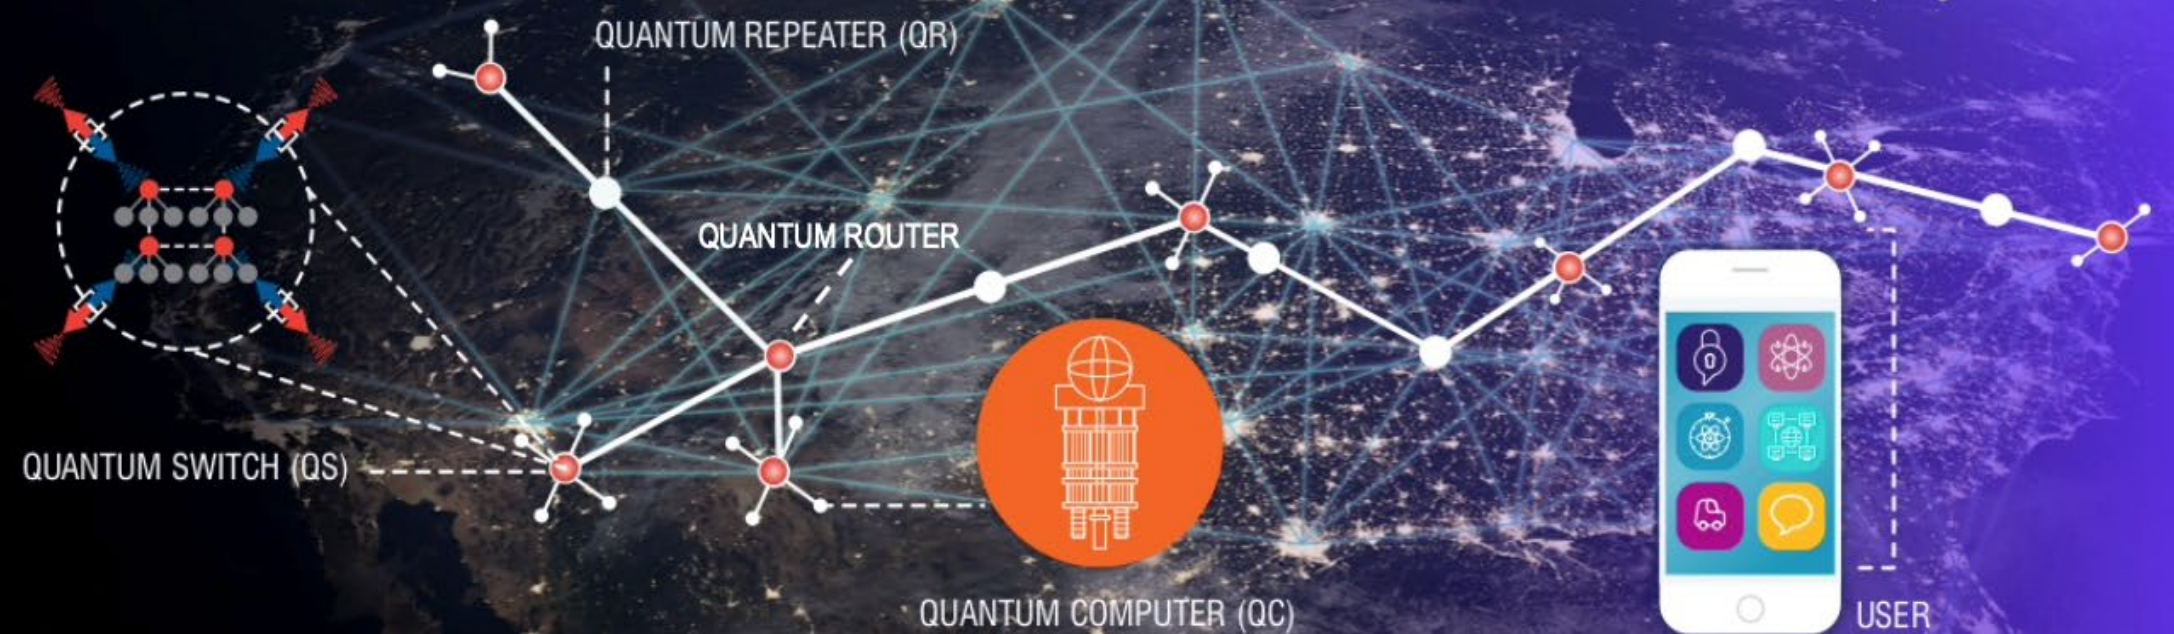 QUANTUM REPEATER (QR)
QUANTUM ROUTER
QUANTUM SWITCH (QS)
QUANTUM COMPUTER (QC)
USER